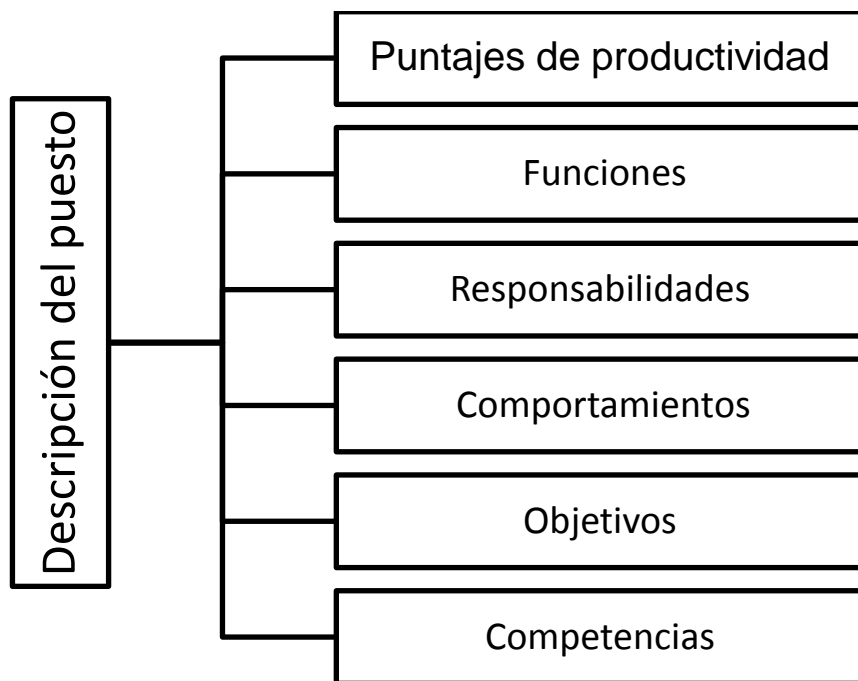 Descripción del puesto
Puntajes de productividad
Funciones
Responsabilidades
Comportamientos
Objetivos
Competencias